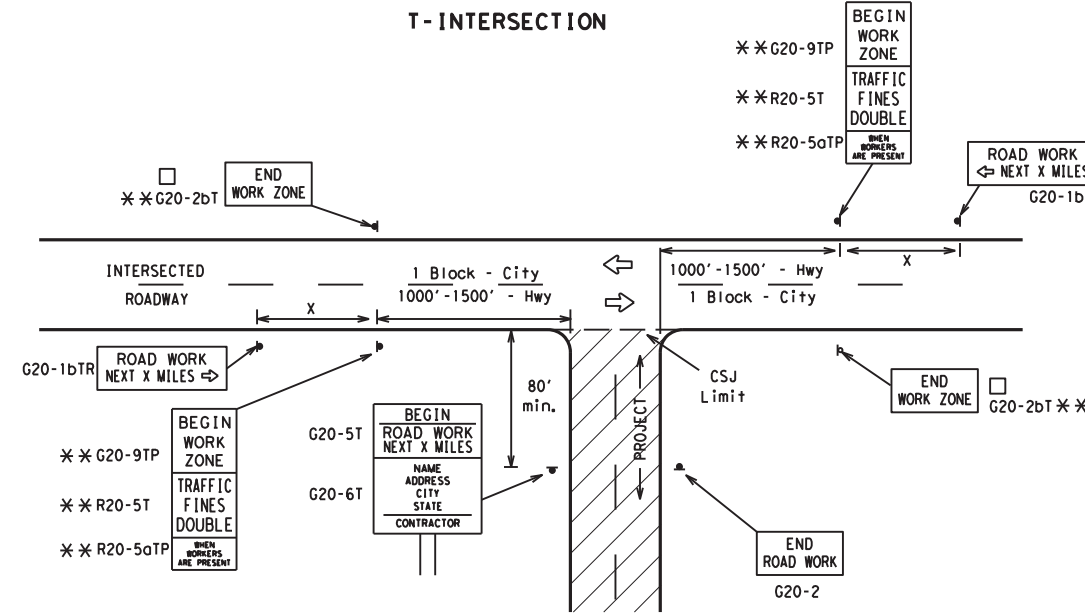 T-INTERSECTION
BEGIN
WORK
ZONE
TRAFFIC
FINES
DOUBLE
WHEN
WORKERS
ARE PRESENT
**G20-9TP
**R20-5T
**R20-5aTP
ROAD WORK
⇦ NEXT X MILES
G20-1b
END
WORK ZONE
□
**G20-2bT
INTERSECTED
ROADWAY
1 Block - City
1000'-1500' - Hwy
1000'-1500' - Hwy
1 Block - City
X
X
ROAD WORK
NEXT X MILES ⇨
G20-1bTR
80'
min.
CSJ
Limit
PROJECT
END
WORK ZONE
□
G20-2bT **
BEGIN
WORK
ZONE
TRAFFIC
FINES
DOUBLE
WHEN
WORKERS
ARE PRESENT
**G20-9TP
**R20-5T
**R20-5aTP
G20-5T
BEGIN
ROAD WORK
NEXT X MILES
G20-6T
NAME
ADDRESS
CITY
STATE
CONTRACTOR
END
ROAD WORK
G20-2